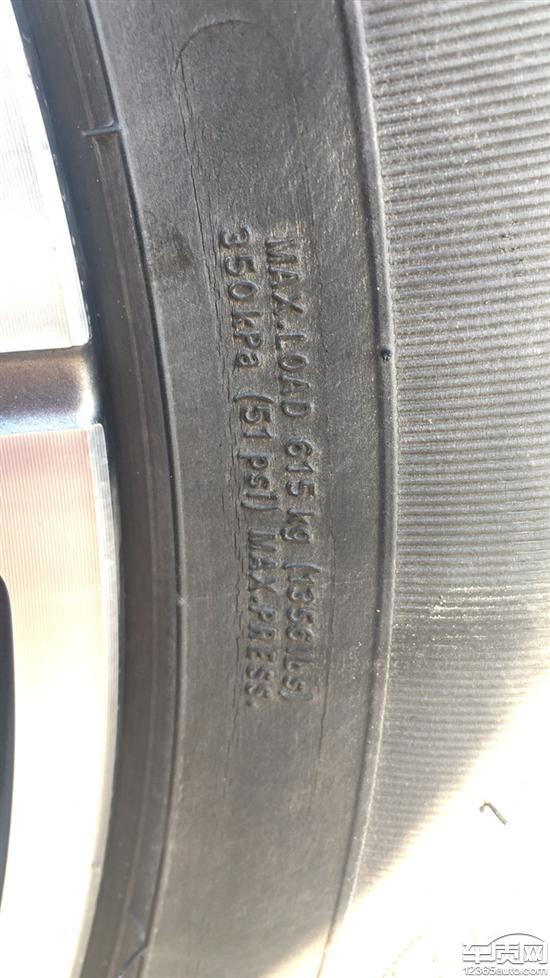 MAX.LOAD 615 kg (1356 Lbs)
350 kPa (51 psi) MAX.PRESS.
车质网
12365auto.com